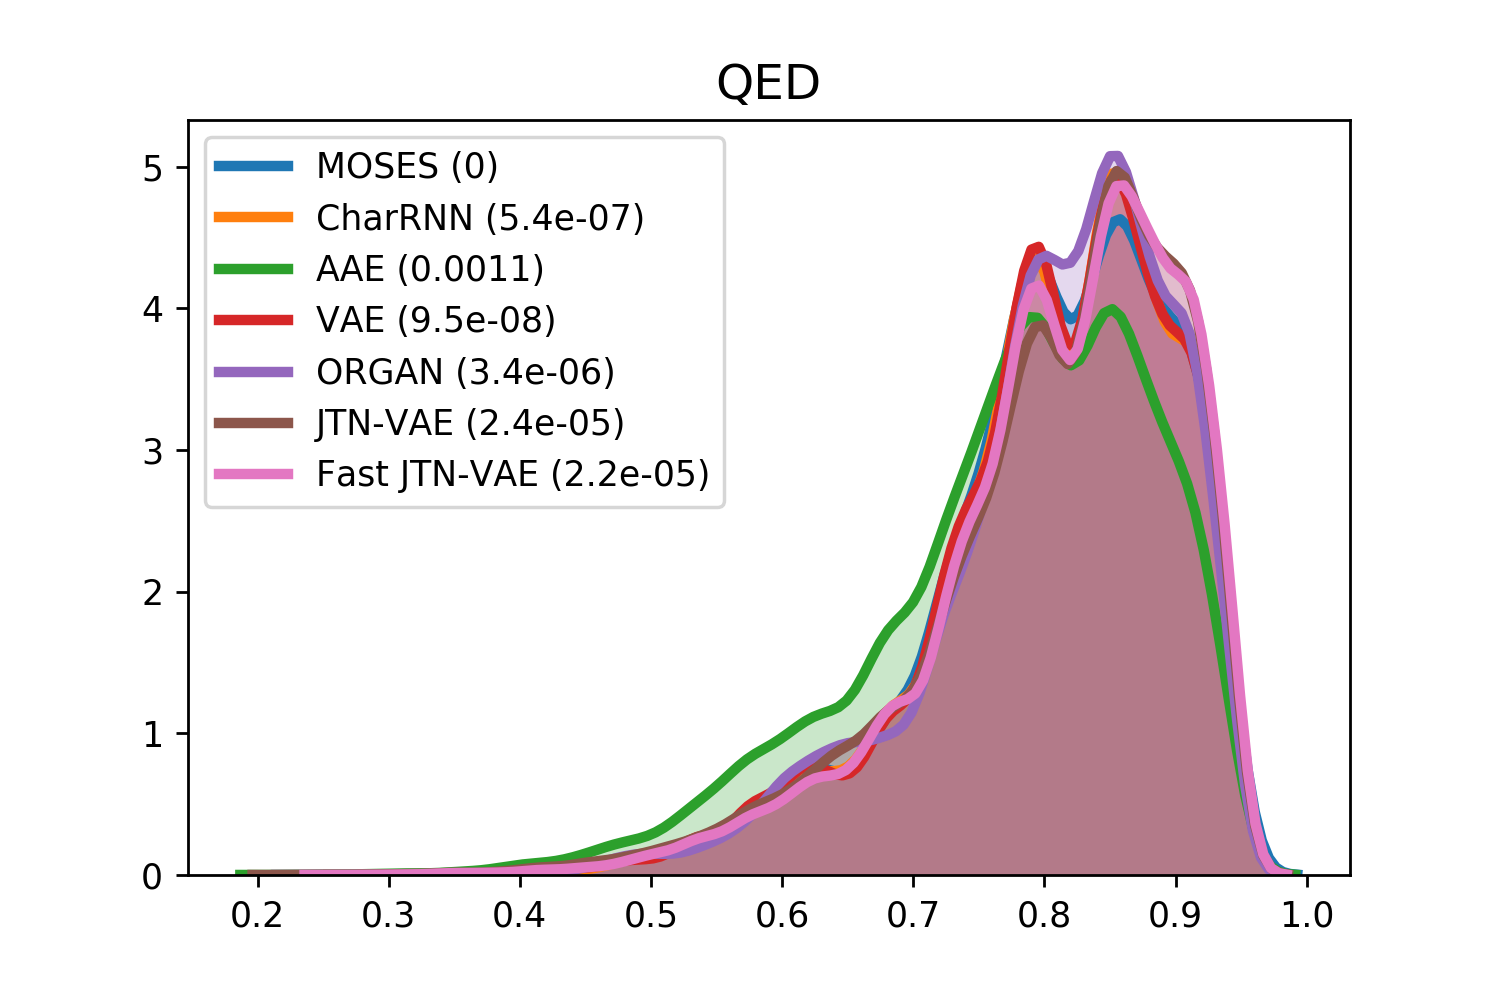 QED
MOSES (0)
CharRNN (5.4e-07)
AAE (0.0011)
VAE (9.5e-08)
ORGAN (3.4e-06)
JTN-VAE (2.4e-05)
Fast JTN-VAE (2.2e-05)
5
4
3
2
1
0
0.2 0.3 0.4 0.5 0.6 0.7 0.8 0.9 1.0